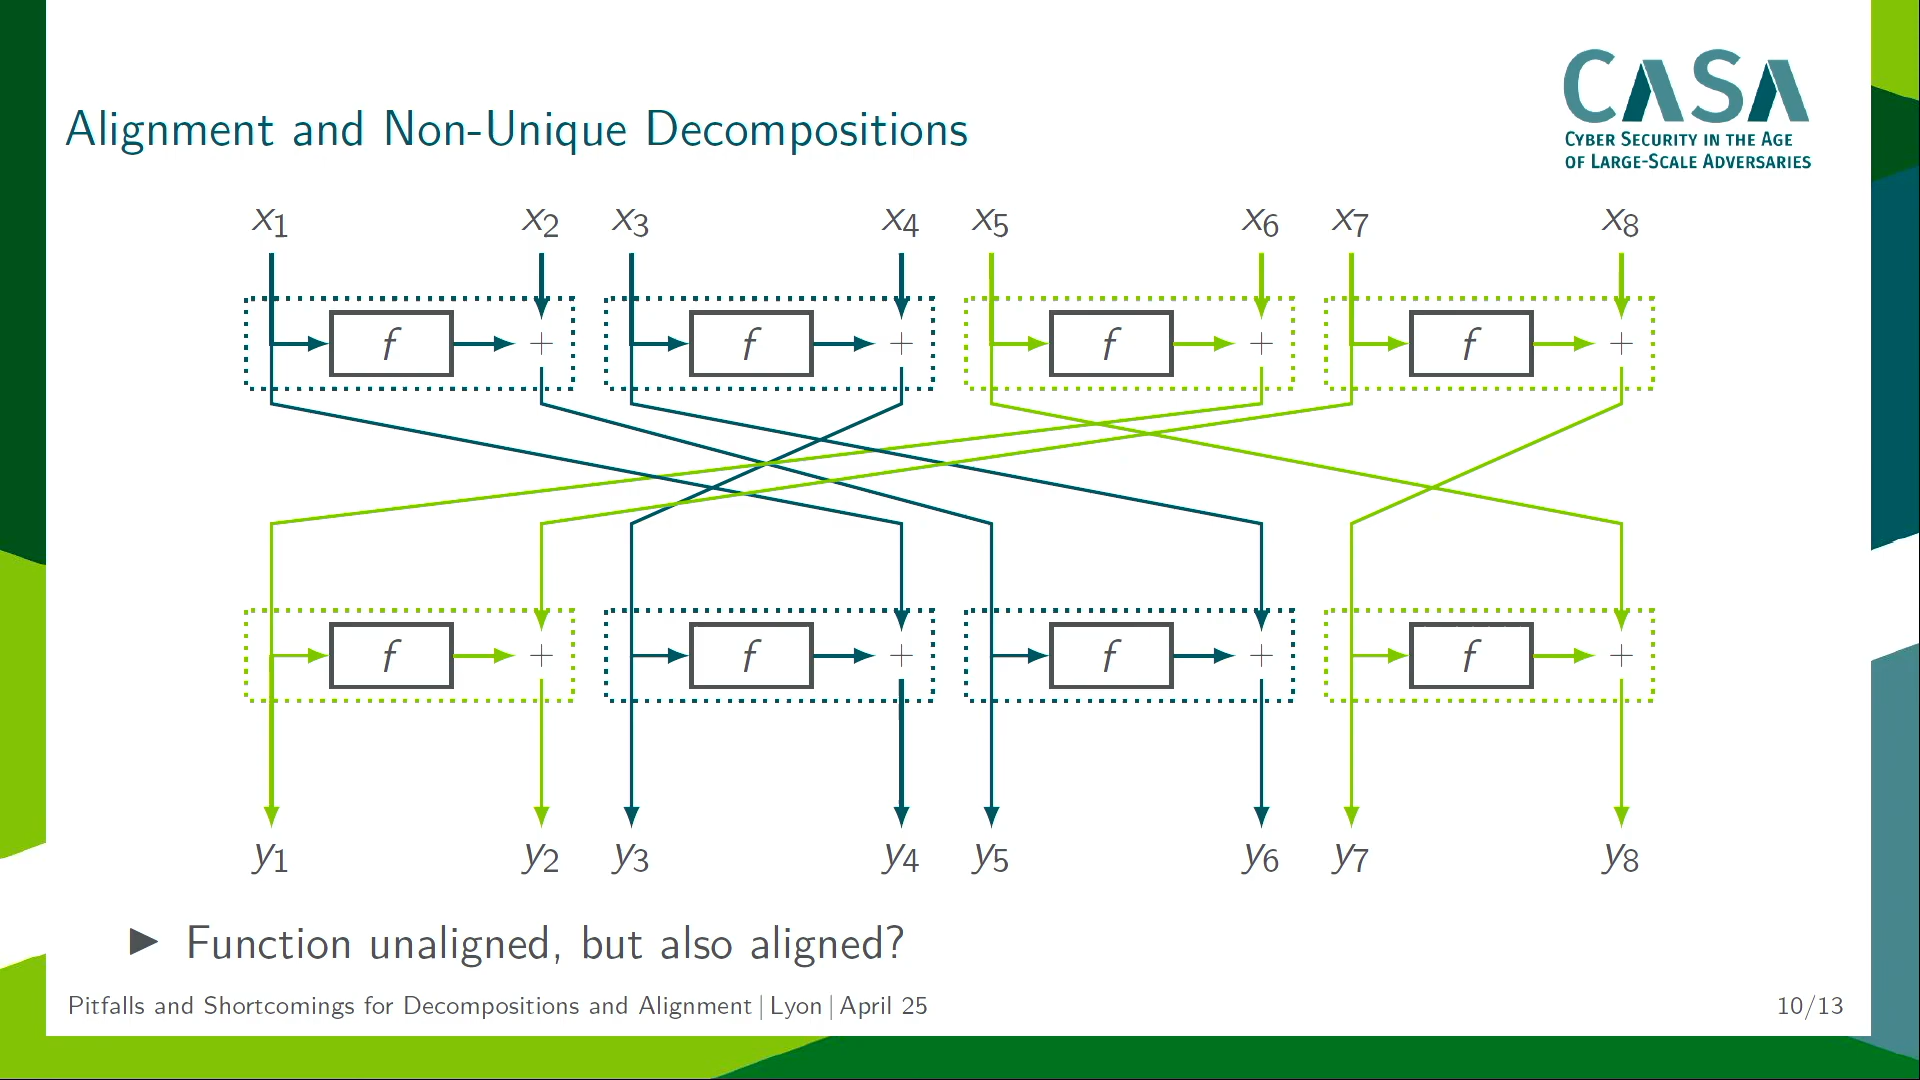 CASA
CYBER SECURITY IN THE AGE
OF LARGE-SCALE ADVERSARIES
Alignment and Non-Unique Decompositions
x1 x2 x3 x4 x5 x6 x7 x8
f + f + f + f +
f + f + f + f +
y1 y2 y3 y4 y5 y6 y7 y8
► Function unaligned, but also aligned?
Pitfalls and Shortcomings for Decompositions and Alignment | Lyon | April 25 10/13